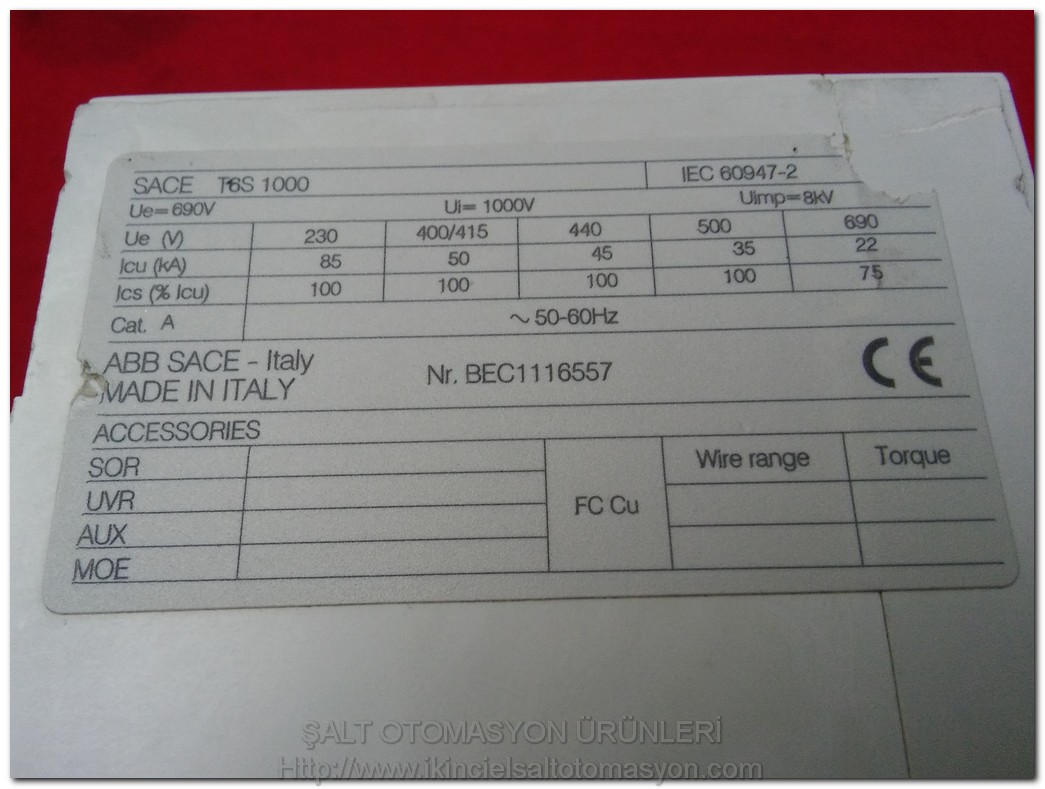 SACE T6S 1000 IEC 60947-2
Ue=690V Ui=1000V Uimp=8kV
Ue (V) 230 400/415 440 500 690
Icu (kA) 85 50 45 35 22
Ics (% Icu) 100 100 100 100 75
Cat. A ~ 50-60Hz
ABB SACE - Italy
MADE IN ITALY
Nr. BEC1116557
CE
ACCESSORIES
SOR
UVR
AUX
MOE
FC Cu
Wire range Torque
ŞALT OTOMASYON ÜRÜNLERİ
Http://www.ikincielsaltotomasyon.com